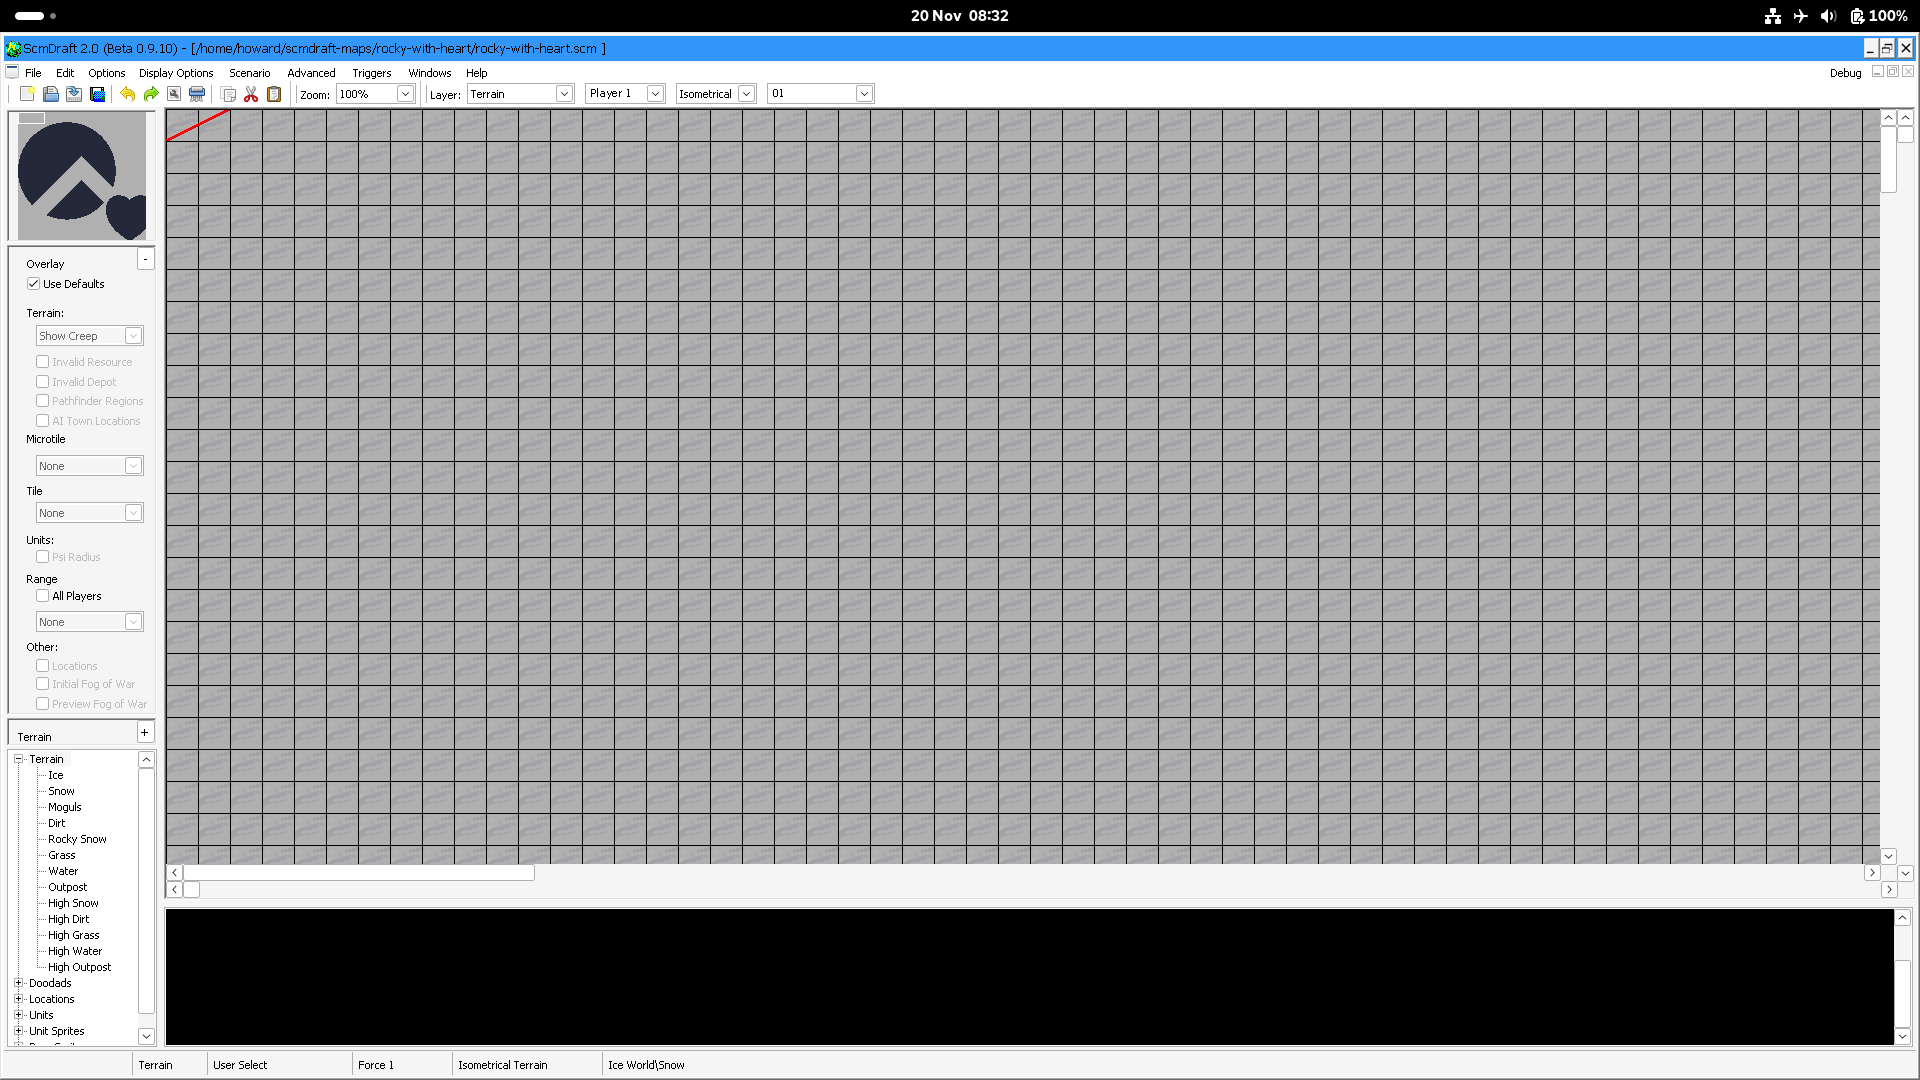 20 Nov 08:32
100%
ScmDraft 2.0 (Beta 0.9.10) - [/home/howard/scmdraft-maps/rocky-with-heart/rocky-with-heart.scm ]
File Edit Options Display Options Scenario Advanced Triggers Windows Help Debug
Zoom: 100% Layer: Terrain Player 1 Isometrical 01
Overlay
-
Use Defaults
Terrain:
Show Creep
Invalid Resource
Invalid Depot
Pathfinder Regions
AI Town Locations
Microtile
None
Tile
None
Units:
Psi Radius
Range
All Players
None
Other:
Locations
Initial Fog of War
Preview Fog of War
Terrain +
Terrain
Ice
Snow
Moguls
Dirt
Rocky Snow
Grass
Water
Outpost
High Snow
High Dirt
High Grass
High Water
High Outpost
Doodads
Locations
Units
Unit Sprites
Terrain User Select Force 1 Isometrical Terrain Ice World\Snow